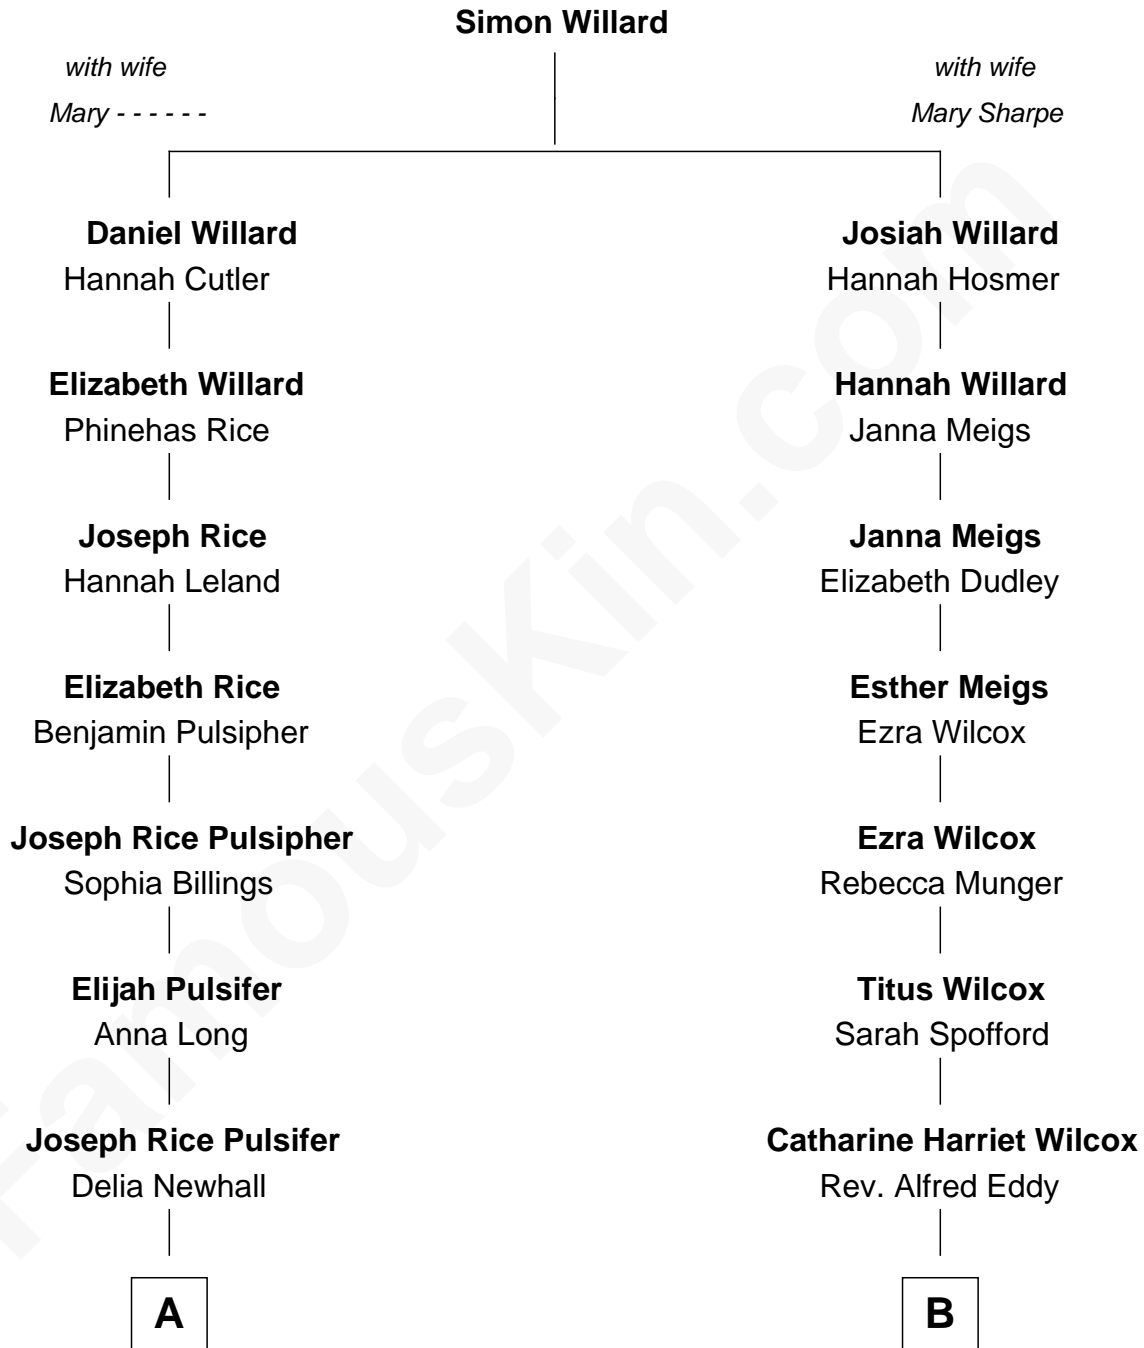 Simon Willard
with wife
Mary - - - - - -
with wife
Mary Sharpe
Daniel Willard
Hannah Cutler
Josiah Willard
Hannah Hosmer
Elizabeth Willard
Phinehas Rice
Hannah Willard
Janna Meigs
Joseph Rice
Hannah Leland
Janna Meigs
Elizabeth Dudley
Elizabeth Rice
Benjamin Pulsipher
Esther Meigs
Ezra Wilcox
Joseph Rice Pulsipher
Sophia Billings
Ezra Wilcox
Rebecca Munger
Elijah Pulsifer
Anna Long
Titus Wilcox
Sarah Spofford
Joseph Rice Pulsifer
Delia Newhall
Catharine Harriet Wilcox
Rev. Alfred Eddy
A
B
FamousKin.com